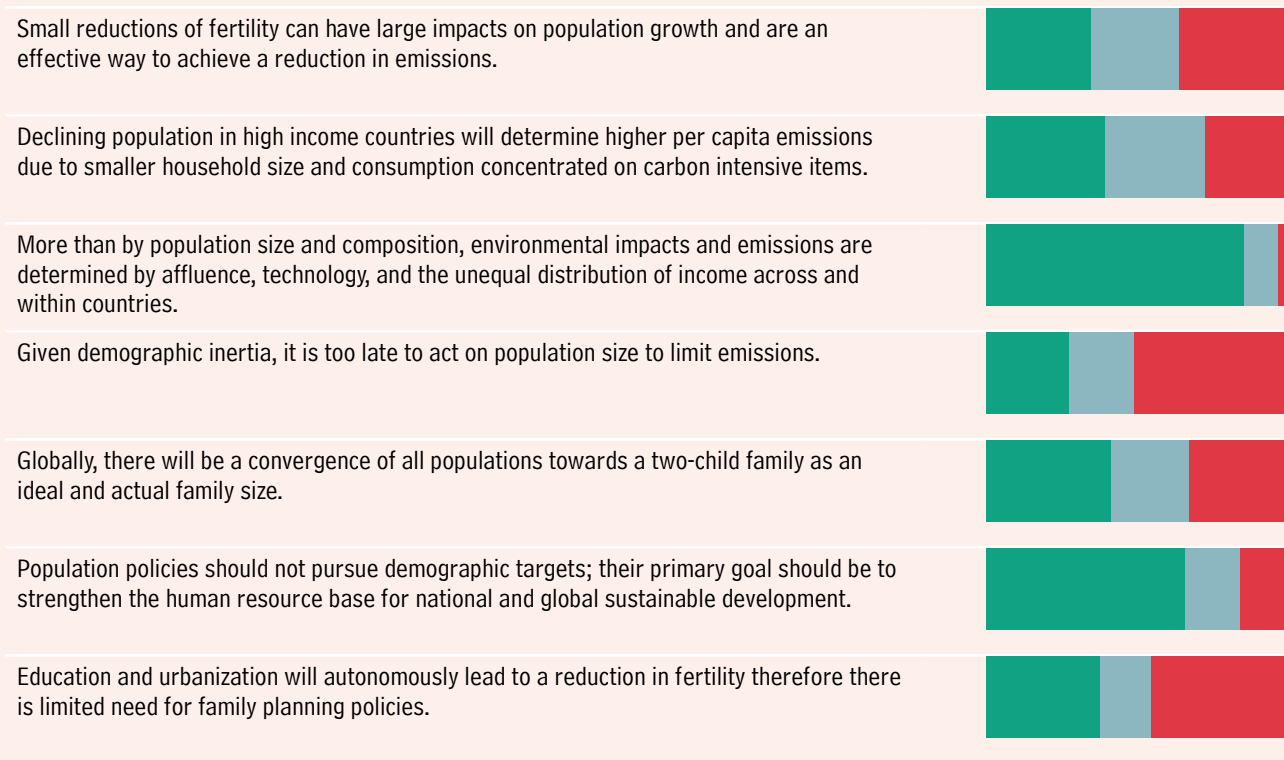 Small reductions of fertility can have large impacts on population growth and are an
effective way to achieve a reduction in emissions.
Declining population in high income countries will determine higher per capita emissions
due to smaller household size and consumption concentrated on carbon intensive items.
More than by population size and composition, environmental impacts and emissions are
determined by affluence, technology, and the unequal distribution of income across and
within countries.
Given demographic inertia, it is too late to act on population size to limit emissions.
Globally, there will be a convergence of all populations towards a two-child family as an
ideal and actual family size.
Population policies should not pursue demographic targets; their primary goal should be to
strengthen the human resource base for national and global sustainable development.
Education and urbanization will autonomously lead to a reduction in fertility therefore there
is limited need for family planning policies.